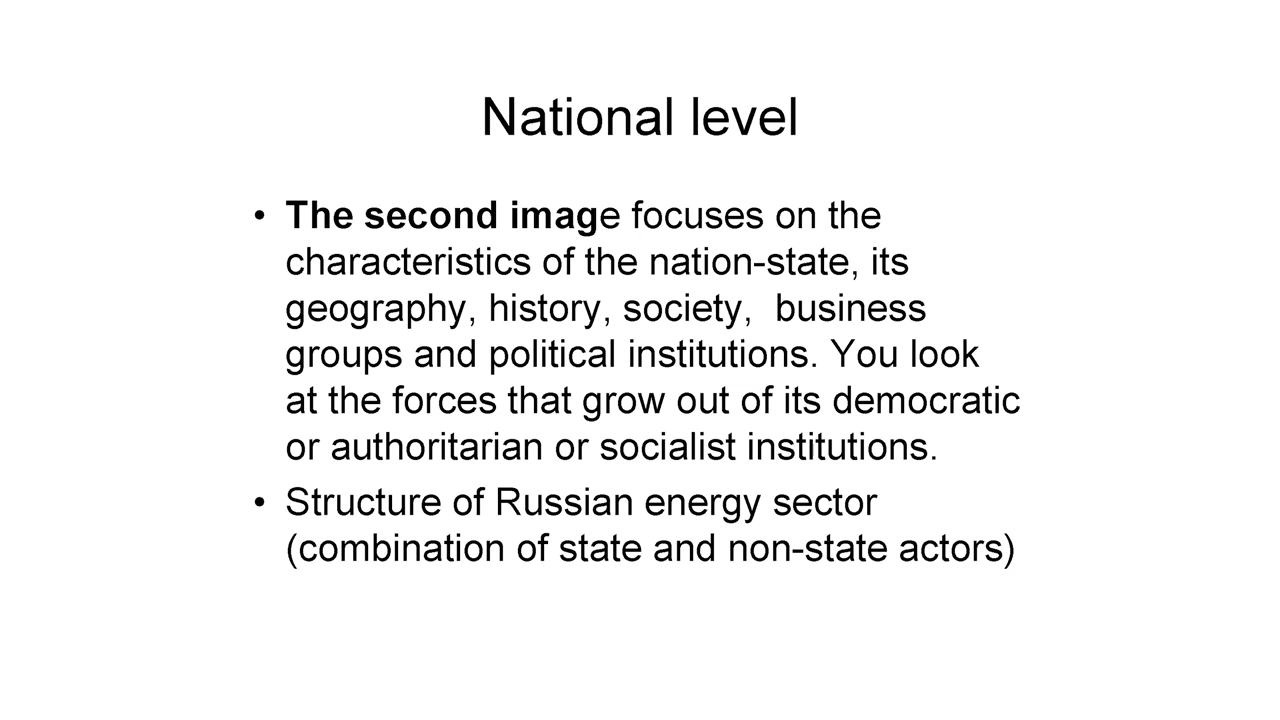 National level
• The second image focuses on the
characteristics of the nation-state, its
geography, history, society,  business
groups and political institutions. You look
at the forces that grow out of its democratic
or authoritarian or socialist institutions.
• Structure of Russian energy sector
(combination of state and non-state actors)